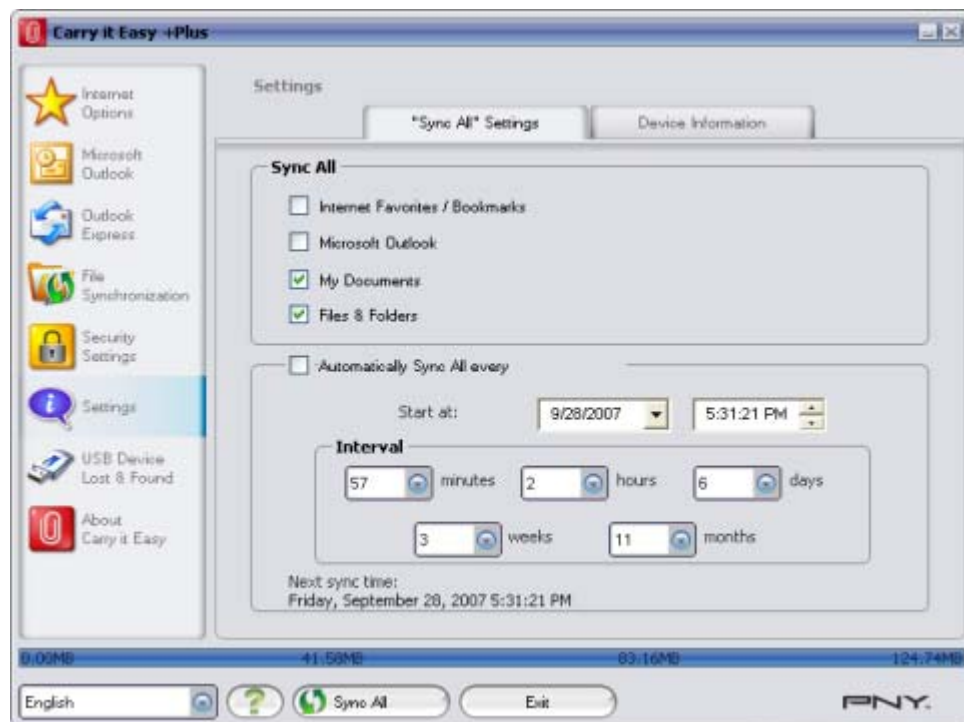 Carry it Easy +Plus
Internet
Options
Microsoft
Outlook
Outlook
Express
File
Synchronization
Security
Settings
Settings
USB Device
Lost & Found
About
Carry it Easy
Settings
"Sync All" Settings
Device Information
Sync All
Internet Favorites / Bookmarks
Microsoft Outlook
My Documents
Files & Folders
Automatically Sync All every
Start at: 9/28/2007 5:31:21 PM
Interval
57 minutes 2 hours 6 days
3 weeks 11 months
Next sync time:
Friday, September 28, 2007 5:31:21 PM
0.00MB 41.58MB 83.16MB 124.74MB
English ? Sync All Exit PNY.